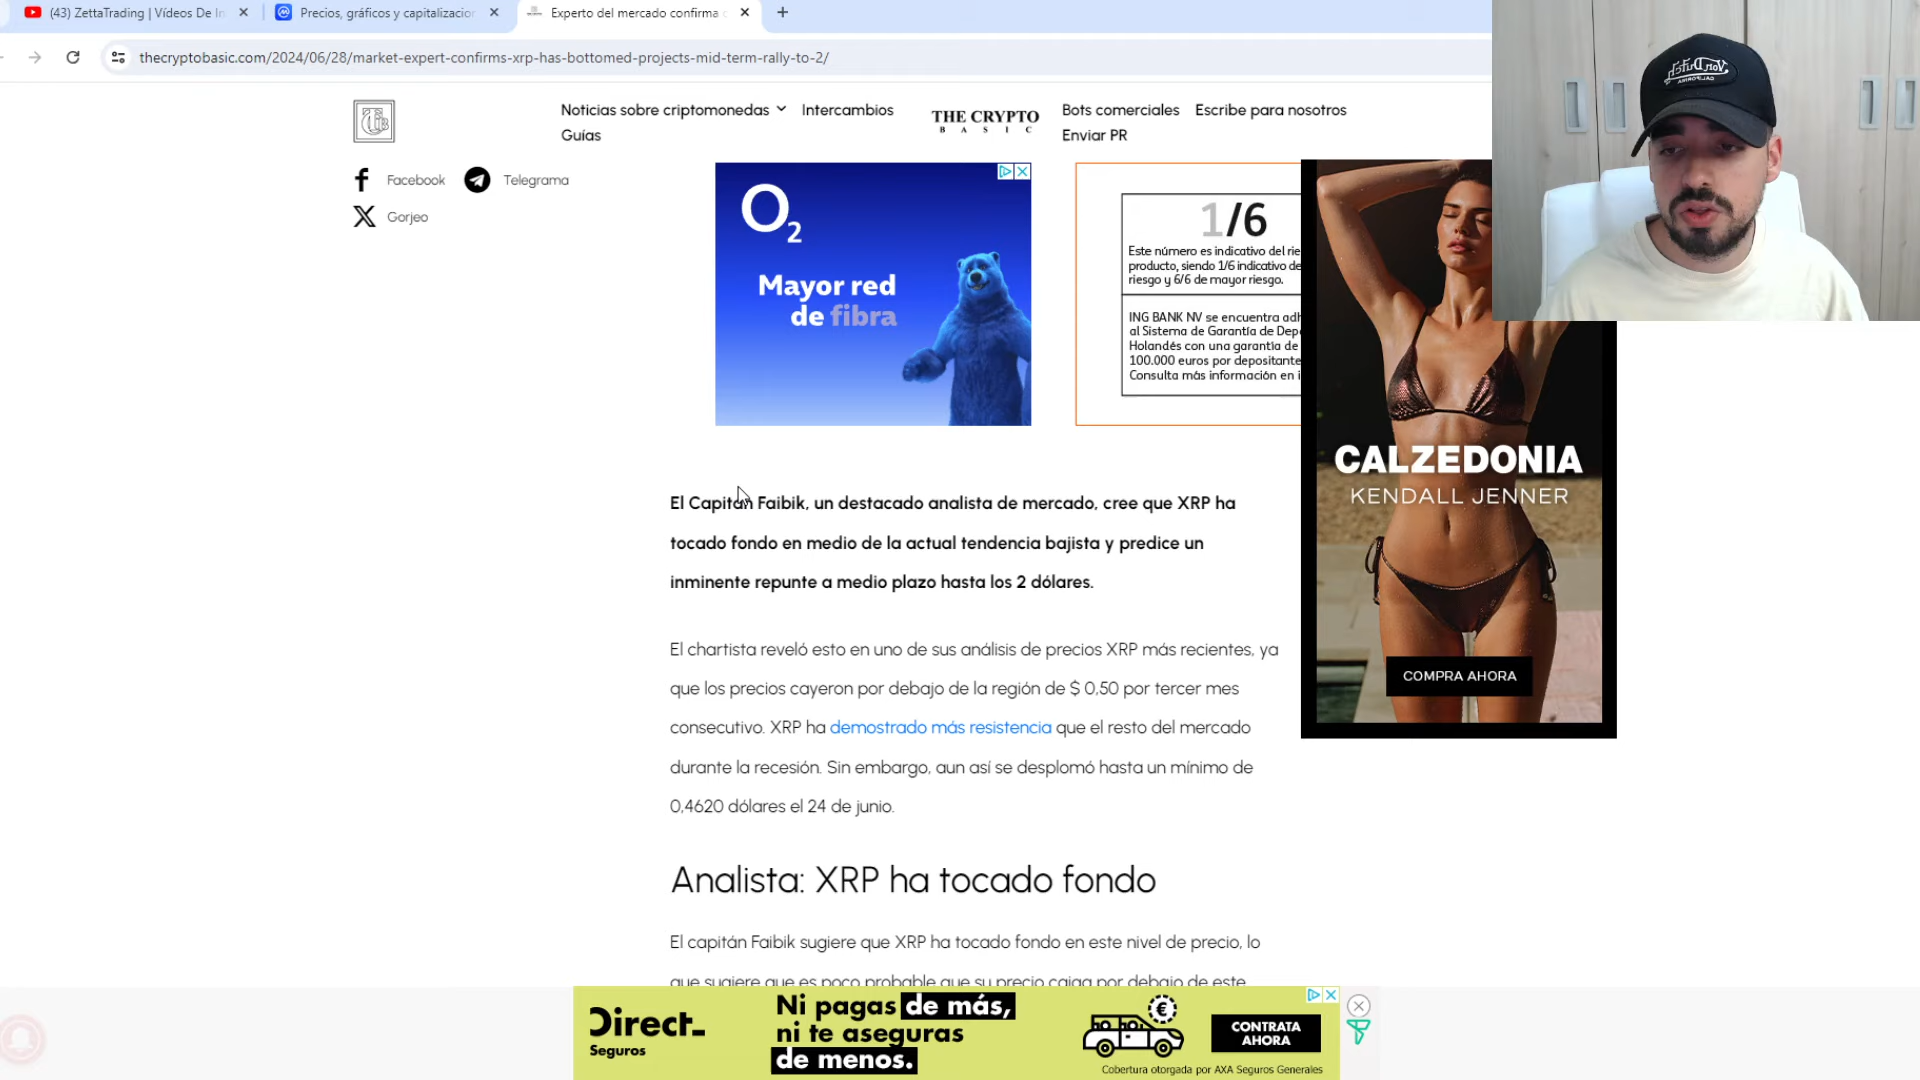 (43) ZettaTrading | Vídeos De In
Precios, gráficos y capitalizacion
Experto del mercado confirma
thecryptobasic.com/2024/06/28/market-expert-confirms-xrp-has-bottomed-projects-mid-term-rally-to-2/
Noticias sobre criptomonedas
Intercambios
Guías
THE CRYPTO
BASIC
Bots comerciales
Escribe para nosotros
Enviar PR
Facebook
Telegrama
Gorjeo
O2
Mayor red
de fibra
1/6
Este número es indicativo del rie
producto, siendo 1/6 indicativo de
riesgo y 6/6 de mayor riesgo.
ING BANK NV se encuentra adh
al Sistema de Garantía de Dep
Holandés con una garantía de
100.000 euros por depositante
Consulta más información en i
Von Dutch
CALIFORNIA
CALZEDONIA
KENDALL JENNER
COMPRA AHORA
El Capitán Faibik, un destacado analista de mercado, cree que XRP ha
tocado fondo en medio de la actual tendencia bajista y predice un
inminente repunte a medio plazo hasta los 2 dólares.
El chartista reveló esto en uno de sus análisis de precios XRP más recientes, ya
que los precios cayeron por debajo de la región de $ 0,50 por tercer mes
consecutivo. XRP ha demostrado más resistencia que el resto del mercado
durante la recesión. Sin embargo, aun así se desplomó hasta un mínimo de
0,4620 dólares el 24 de junio.
Analista: XRP ha tocado fondo
El capitán Faibik sugiere que XRP ha tocado fondo en este nivel de precio, lo
que sugiere que es poco probable que su precio caiga por debajo de este
Direct
Seguros
Ni pagas de más,
ni te aseguras
de menos.
CONTRATA
AHORA
Cobertura otorgada por AXA Seguros Generales